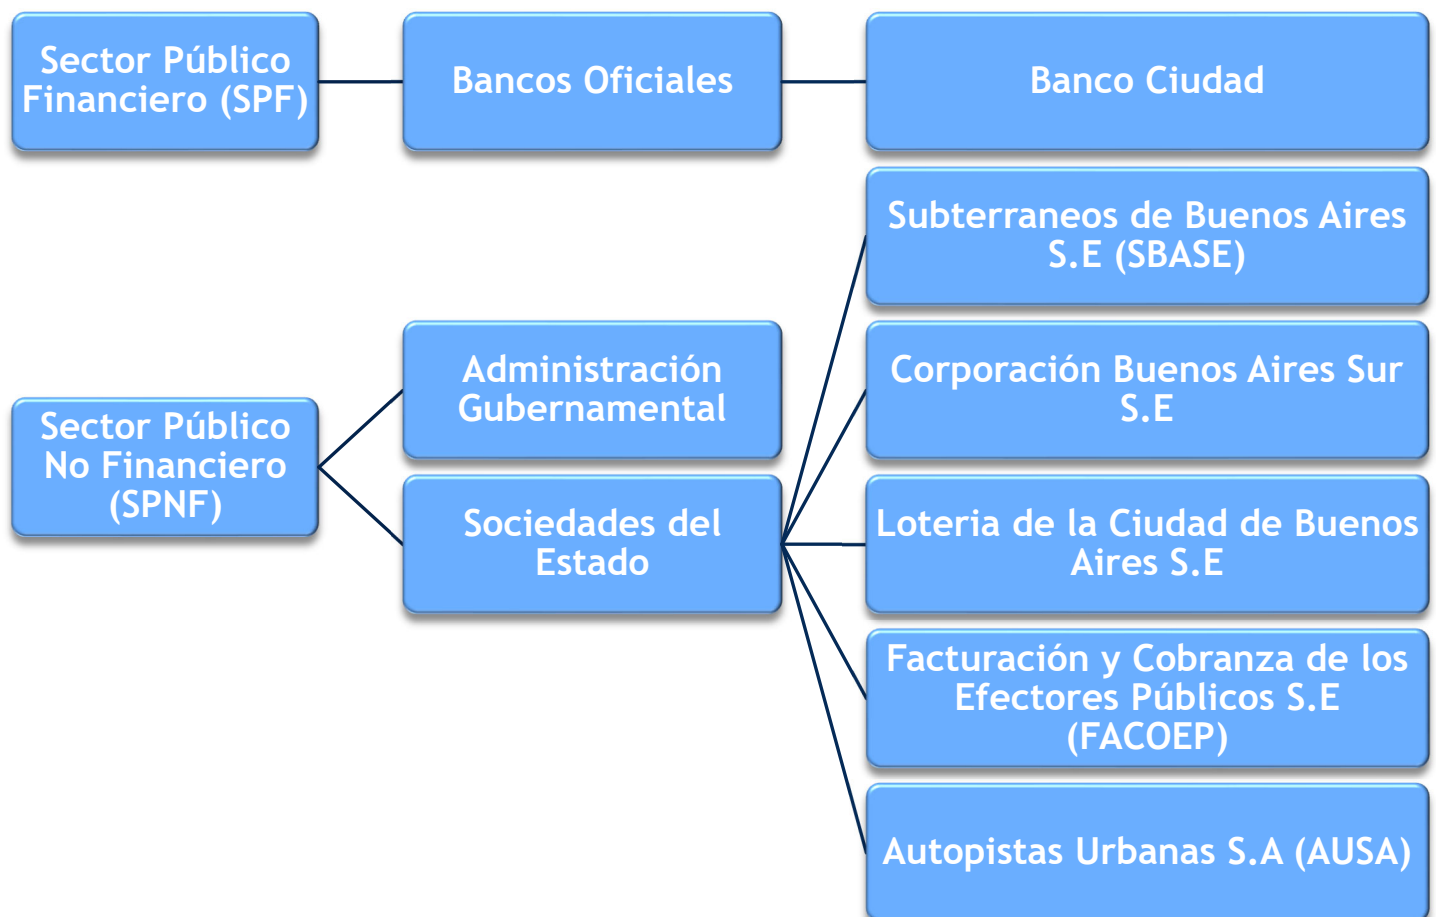 Sector Público
Financiero (SPF)
Bancos Oficiales
Banco Ciudad
Sector Público
No Financiero
(SPNF)
Administración
Gubernamental
Sociedades del
Estado
Subterraneos de Buenos Aires
S.E (SBASE)
Corporación Buenos Aires Sur
S.E
Loteria de la Ciudad de Buenos
Aires S.E
Facturación y Cobranza de los
Efectores Públicos S.E
(FACOEP)
Autopistas Urbanas S.A (AUSA)